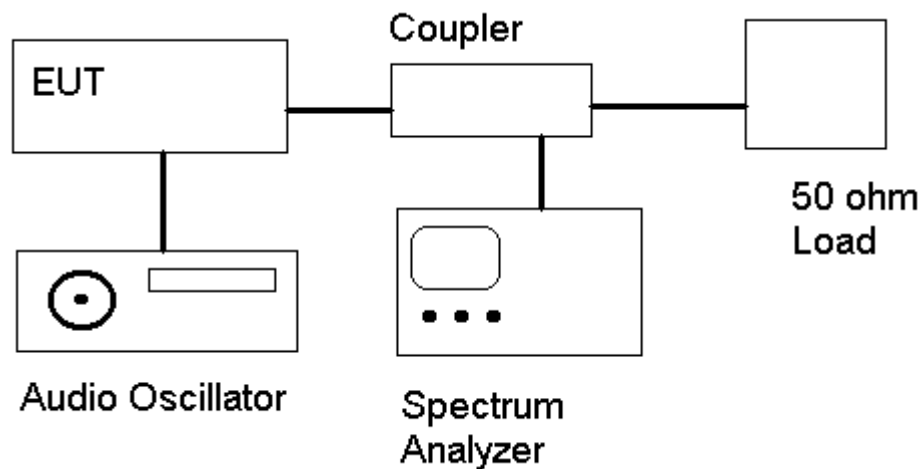 Coupler
EUT
50 ohm
Load
Audio Oscillator
Spectrum
Analyzer